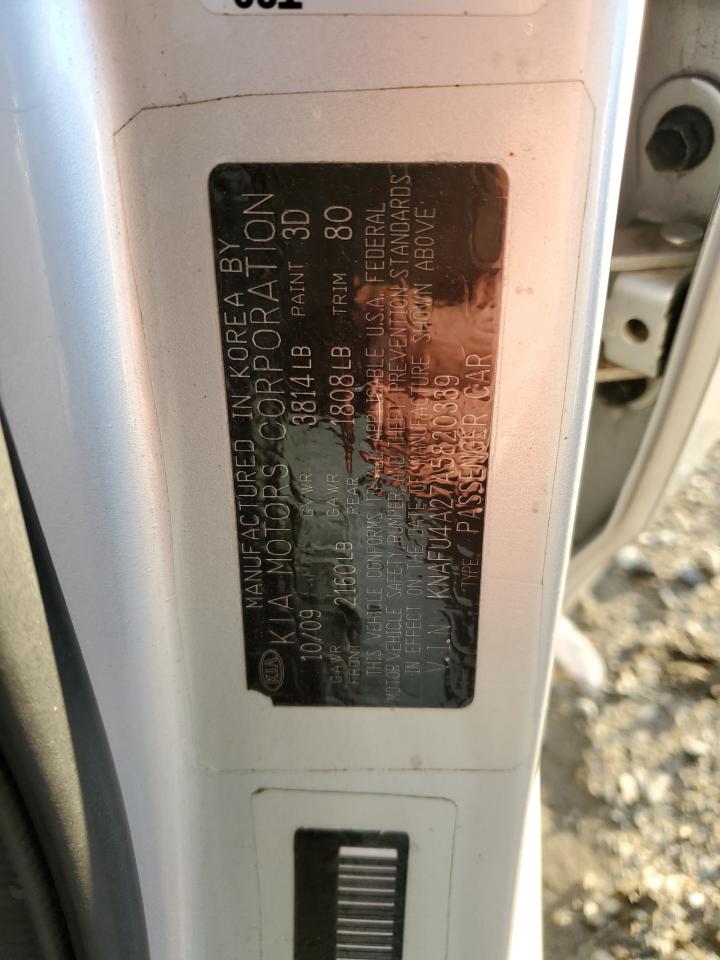 MANUFACTURED IN KOREA BY
KIA KIA MOTORS CORPORATION
10/09 GVWR 3814LB PAINT 3D
GAWR FRONT 2160LB GAWR REAR 1808LB TRIM 80
THIS VEHICLE CONFORMS TO ALL APPLICABLE U.S.A. FEDERAL
MOTOR VEHICLE SAFETY BUMPER, AND THEFT PREVENTION STANDARDS
IN EFFECT ON THE DATE OF MANUFACTURE SHOWN ABOVE
V.I.N. KNAFU4A27A5820339
TYPE: PASSENGER CAR